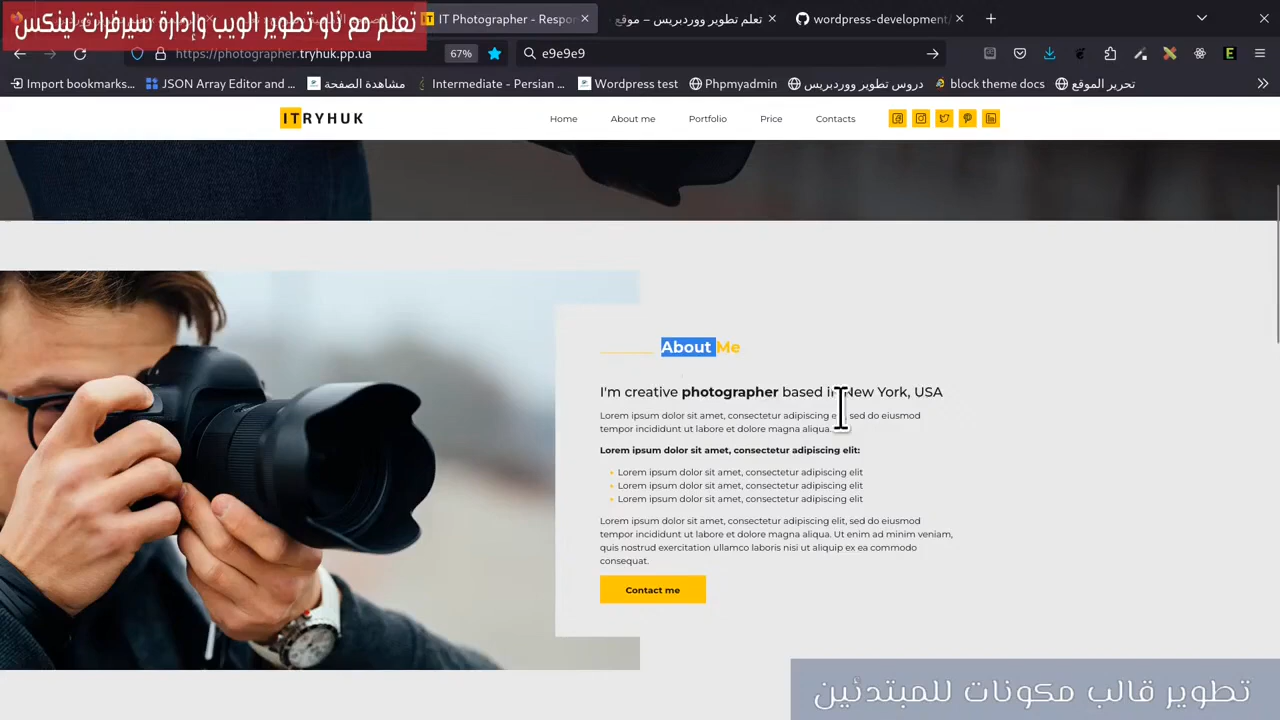 تعلم مع ناو تطوير الويب وإدارة سيرفرات لينكس
IT Photographer - Respon
تعلم تطوير ووردبريس – موقع
wordpress-development/
https://photographer.tryhuk.pp.ua
67%
e9e9e9
Import bookmarks...
JSON Array Editor and ...
مشاهدة الصفحة
Intermediate - Persian ...
Wordpress test
Phpmyadmin
دروس تطوير ووردبريس
block theme docs
تحرير الموقع
ITRYHUK
Home
About me
Portfolio
Price
Contacts
About Me
I'm creative photographer based in New York, USA
Lorem ipsum dolor sit amet, consectetur adipiscing elit, sed do eiusmod
tempor incididunt ut labore et dolore magna aliqua.
Lorem ipsum dolor sit amet, consectetur adipiscing elit:
Lorem ipsum dolor sit amet, consectetur adipiscing elit
Lorem ipsum dolor sit amet, consectetur adipiscing elit
Lorem ipsum dolor sit amet, consectetur adipiscing elit
Lorem ipsum dolor sit amet, consectetur adipiscing elit, sed do eiusmod
tempor incididunt ut labore et dolore magna aliqua. Ut enim ad minim veniam,
quis nostrud exercitation ullamco laboris nisi ut aliquip ex ea commodo
consequat.
Contact me
تطوير قالب مكونات للمبتدئين